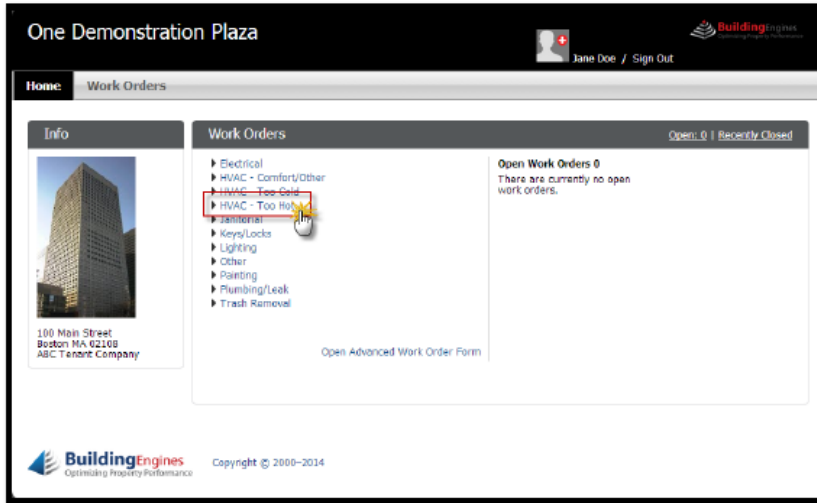 One Demonstration Plaza
BuildingEngines
Optimizing Property Performance
Jane Doe / Sign Out
Home
Work Orders
Info
100 Main Street
Boston MA 02108
ABC Tenant Company
Work Orders
Open: 0 | Recently Closed
Electrical
HVAC - Comfort/Other
HVAC - Too Cold
HVAC - Too Hot
Janitorial
Keys/Locks
Lighting
Other
Painting
Plumbing/Leak
Trash Removal
Open Advanced Work Order Form
Open Work Orders 0
There are currently no open
work orders.
BuildingEngines
Optimizing Property Performance
Copyright © 2000-2014